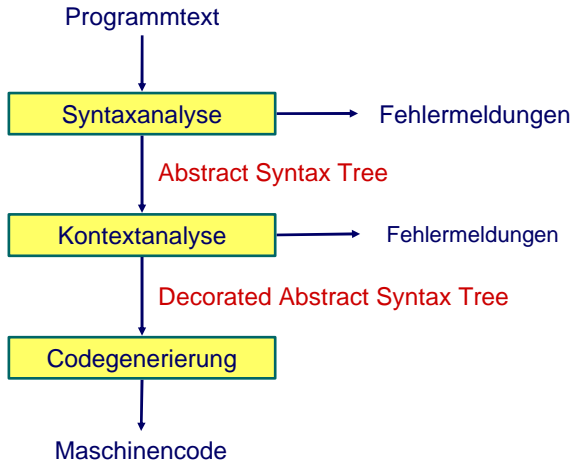 Programmtext
Syntaxanalyse
Fehlermeldungen
Abstract Syntax Tree
Kontextanalyse
Fehlermeldungen
Decorated Abstract Syntax Tree
Codegenerierung
Maschinencode